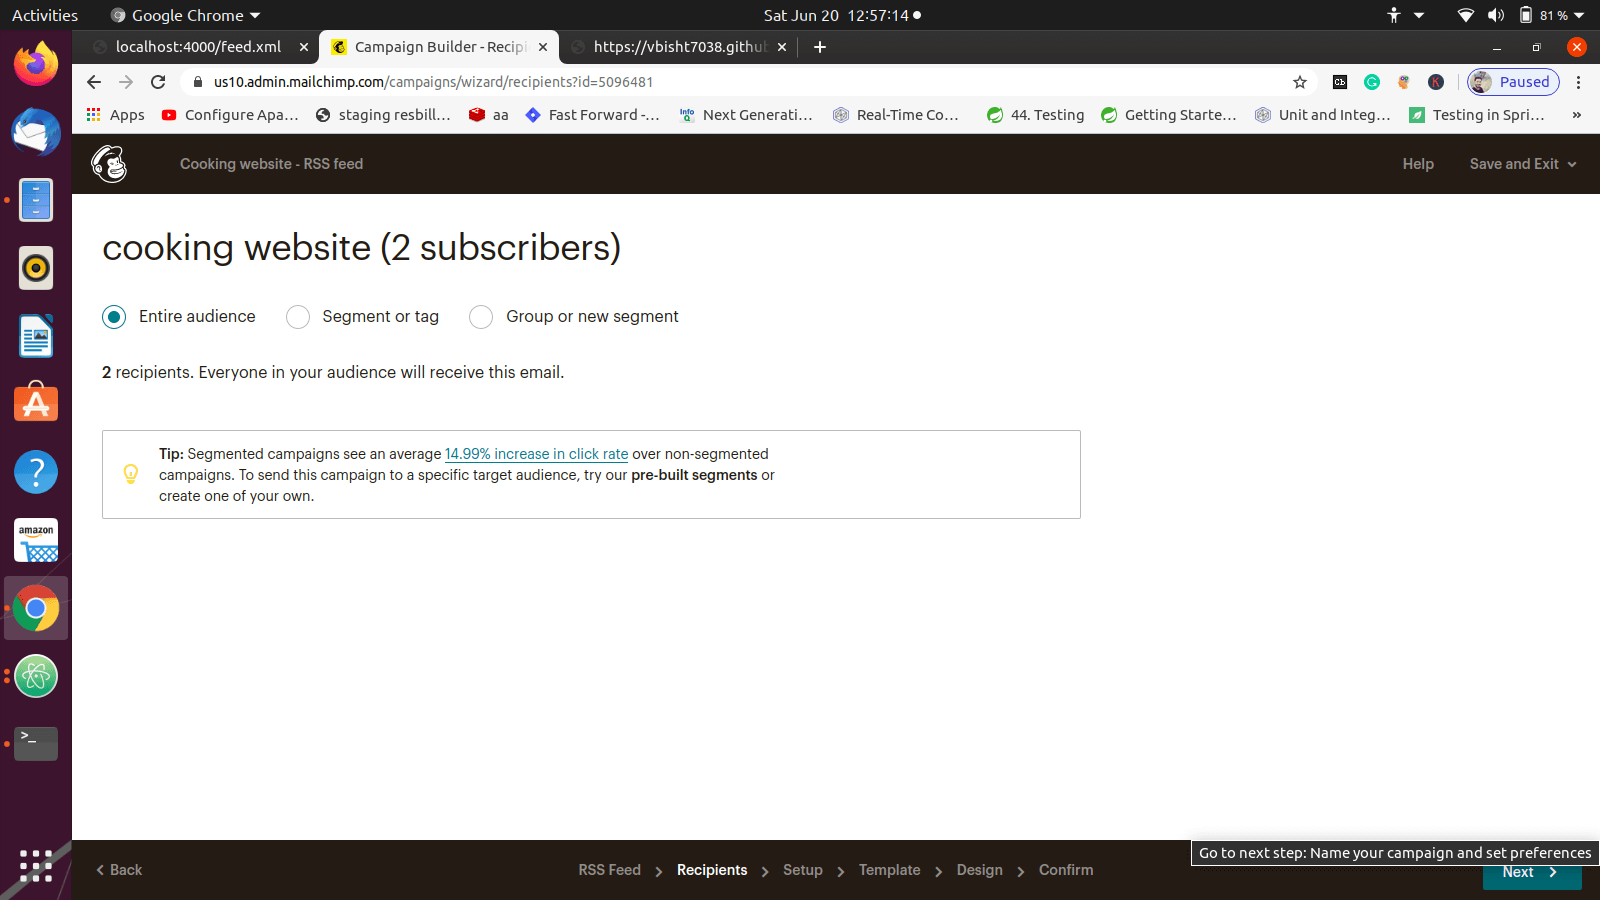 Activities
Google Chrome
Sat Jun 20 12:57:14
81 %
localhost:4000/feed.xml
Campaign Builder - Recipi
https://vbisht7038.github
us10.admin.mailchimp.com/campaigns/wizard/recipients?id=5096481
Paused
Apps
Configure Apa...
staging resbill...
aa
Fast Forward -...
Next Generati...
Real-Time Co...
44. Testing
Getting Starte...
Unit and Integ...
Testing in Spri...
»
Cooking website - RSS feed
Help
Save and Exit
cooking website (2 subscribers)
Entire audience
Segment or tag
Group or new segment
2 recipients. Everyone in your audience will receive this email.
Tip: Segmented campaigns see an average 14.99% increase in click rate over non-segmented
campaigns. To send this campaign to a specific target audience, try our pre-built segments or
create one of your own.
amazon
>_
Go to next step: Name your campaign and set preferences
Back
RSS Feed
Recipients
Setup
Template
Design
Confirm
Next